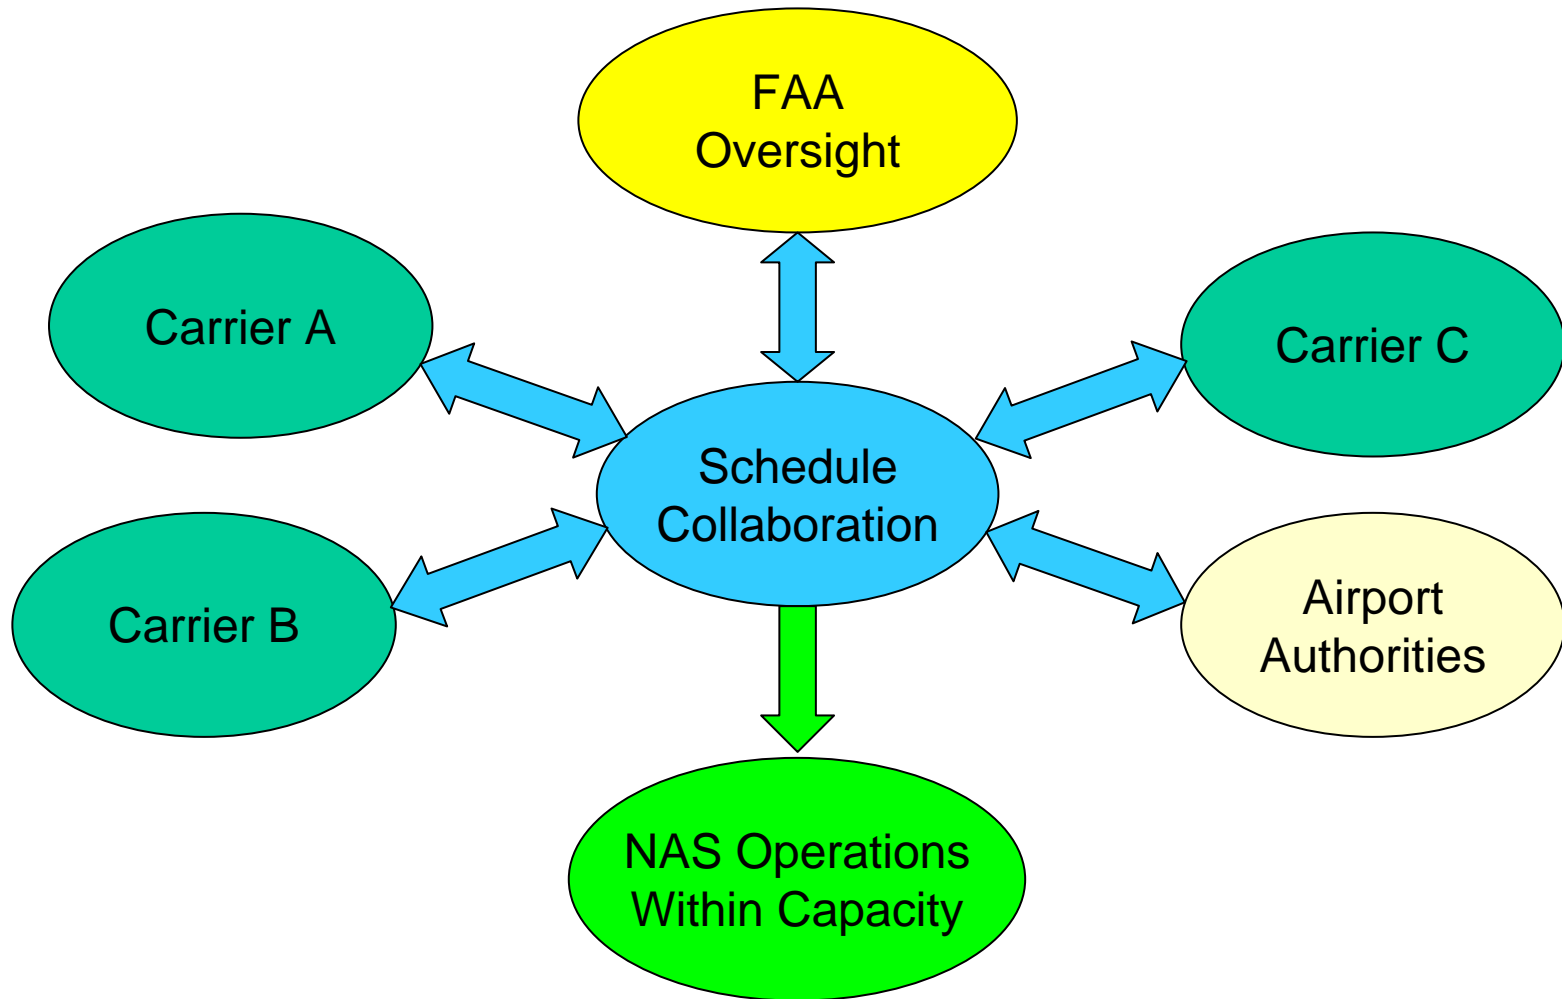 FAA
Oversight
Carrier A
Carrier C
Schedule
Collaboration
Carrier B
Airport
Authorities
NAS Operations
Within Capacity